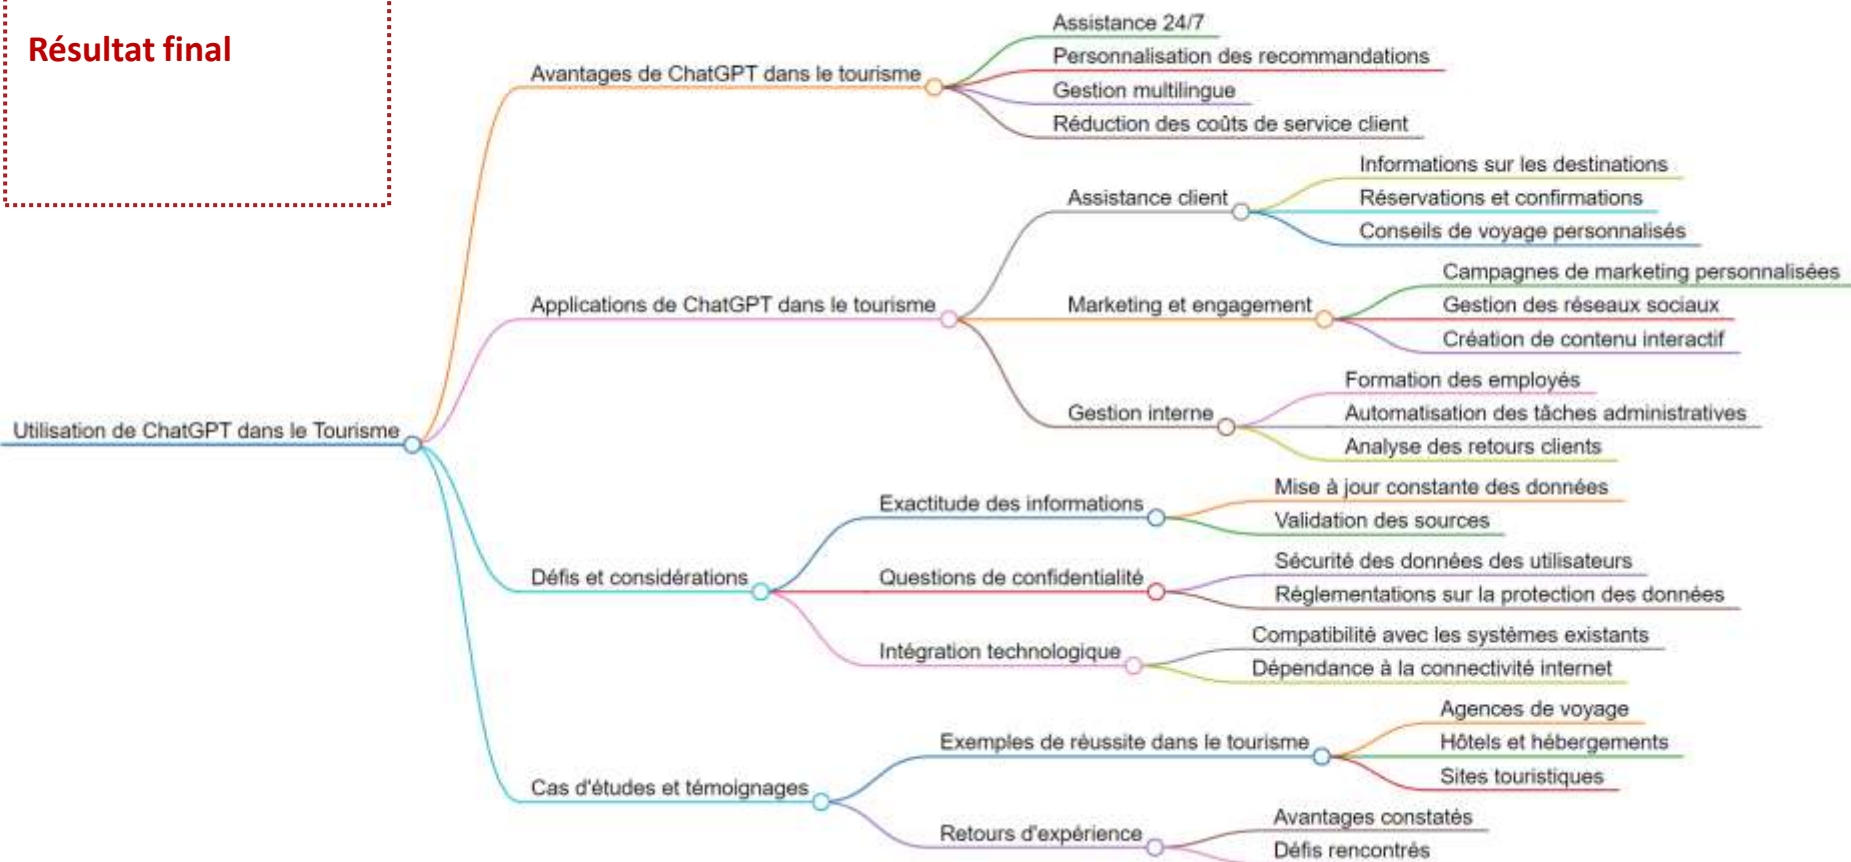 Résultat final
Utilisation de ChatGPT dans le Tourisme
Avantages de ChatGPT dans le tourisme
Assistance 24/7
Personnalisation des recommandations
Gestion multilingue
Réduction des coûts de service client
Applications de ChatGPT dans le tourisme
Assistance client
Informations sur les destinations
Réservations et confirmations
Conseils de voyage personnalisés
Marketing et engagement
Campagnes de marketing personnalisées
Gestion des réseaux sociaux
Création de contenu interactif
Gestion interne
Formation des employés
Automatisation des tâches administratives
Analyse des retours clients
Défis et considérations
Exactitude des informations
Mise à jour constante des données
Validation des sources
Questions de confidentialité
Sécurité des données des utilisateurs
Réglementations sur la protection des données
Intégration technologique
Compatibilité avec les systèmes existants
Dépendance à la connectivité internet
Cas d'études et témoignages
Exemples de réussite dans le tourisme
Agences de voyage
Hôtels et hébergements
Sites touristiques
Retours d'expérience
Avantages constatés
Défis rencontrés